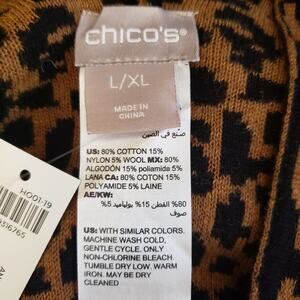 chico's®
L/XL
MADE IN
CHINA
صنع في الصين
US: 80% COTTON 15%
NYLON 5% WOOL MX: 80%
ALGODÓN 15% poliamida 5%
LANA CA: 80% COTON 15%
POLYAMIDE 5% LAINE
AE/KW:
80% القطن 15% بولياميد 5%
صوف
US: WITH SIMILAR COLORS.
MACHINE WASH COLD,
GENTLE CYCLE. ONLY
NON-CHLORINE BLEACH.
TUMBLE DRY LOW. WARM
IRON. MAY BE DRY
CLEANED
HO01-19